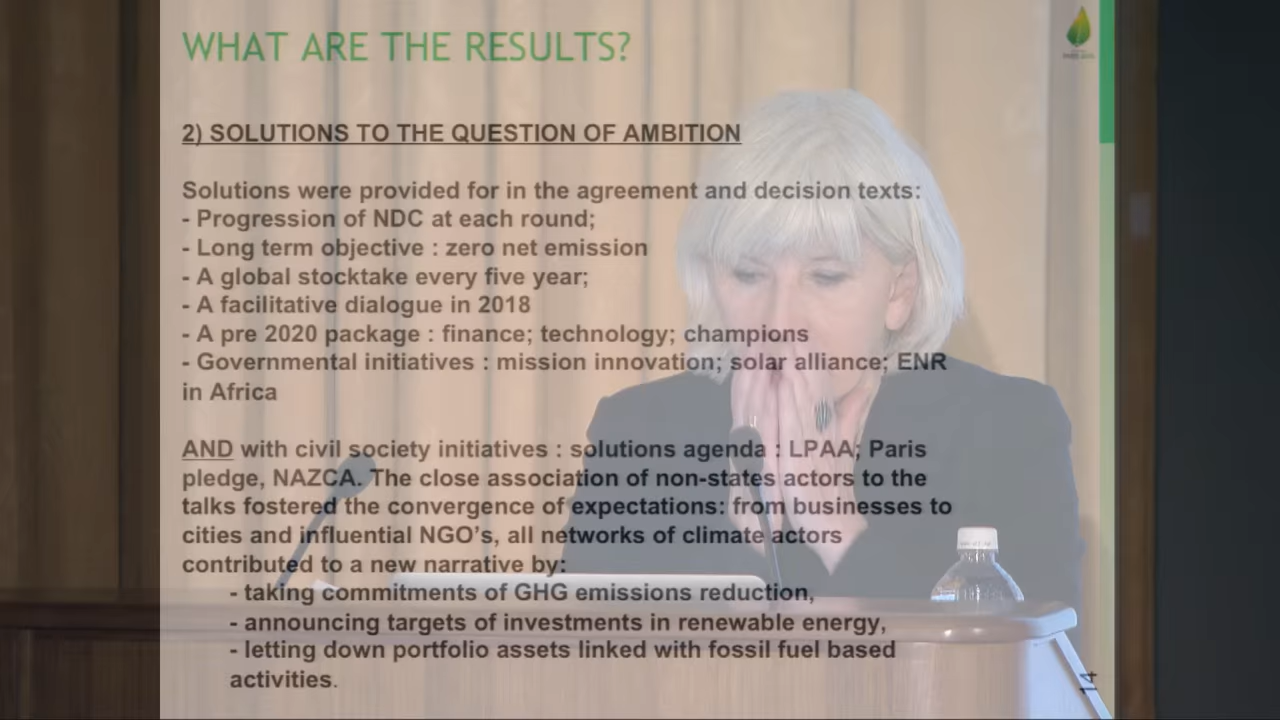 WHAT ARE THE RESULTS?
2) SOLUTIONS TO THE QUESTION OF AMBITION
Solutions were provided for in the agreement and decision texts:
- Progression of NDC at each round;
- Long term objective : zero net emission
- A global stocktake every five year;
- A facilitative dialogue in 2018
- A pre 2020 package : finance; technology; champions
- Governmental initiatives : mission innovation; solar alliance; ENR
in Africa
AND with civil society initiatives : solutions agenda : LPAA; Paris
pledge, NAZCA. The close association of non-states actors to the
talks fostered the convergence of expectations: from businesses to
cities and influential NGO's, all networks of climate actors
contributed to a new narrative by:
- taking commitments of GHG emissions reduction,
- announcing targets of investments in renewable energy,
- letting down portfolio assets linked with fossil fuel based
activities.
14